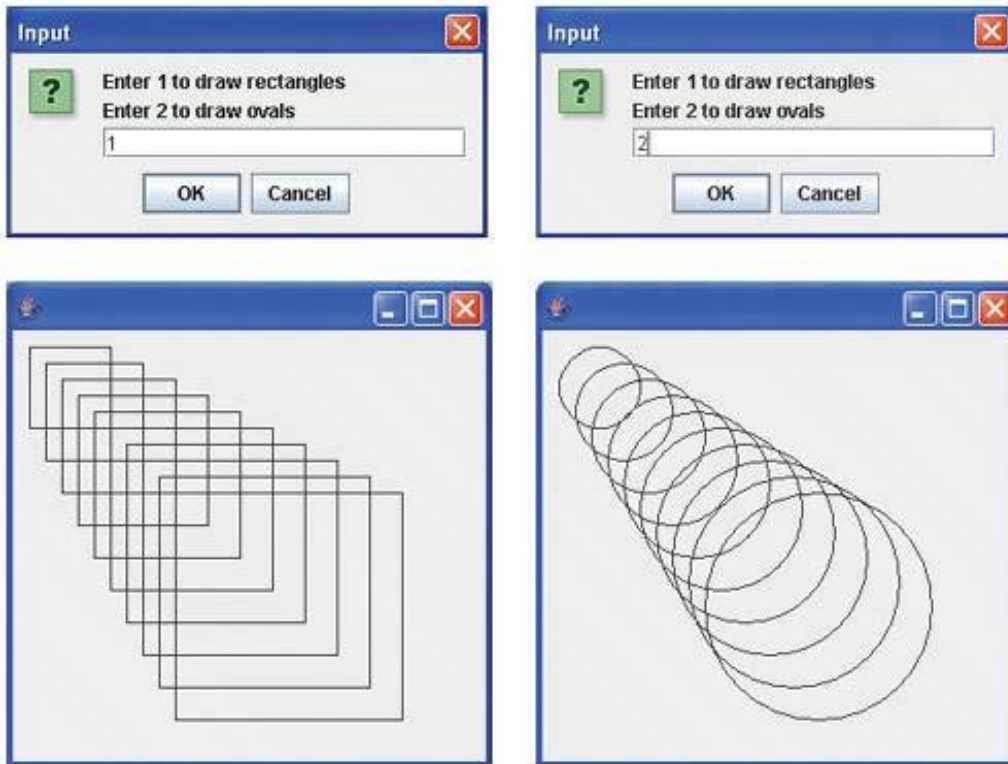 Input
Enter 1 to draw rectangles
Enter 2 to draw ovals
1
OK Cancel
Input
Enter 1 to draw rectangles
Enter 2 to draw ovals
2
OK Cancel